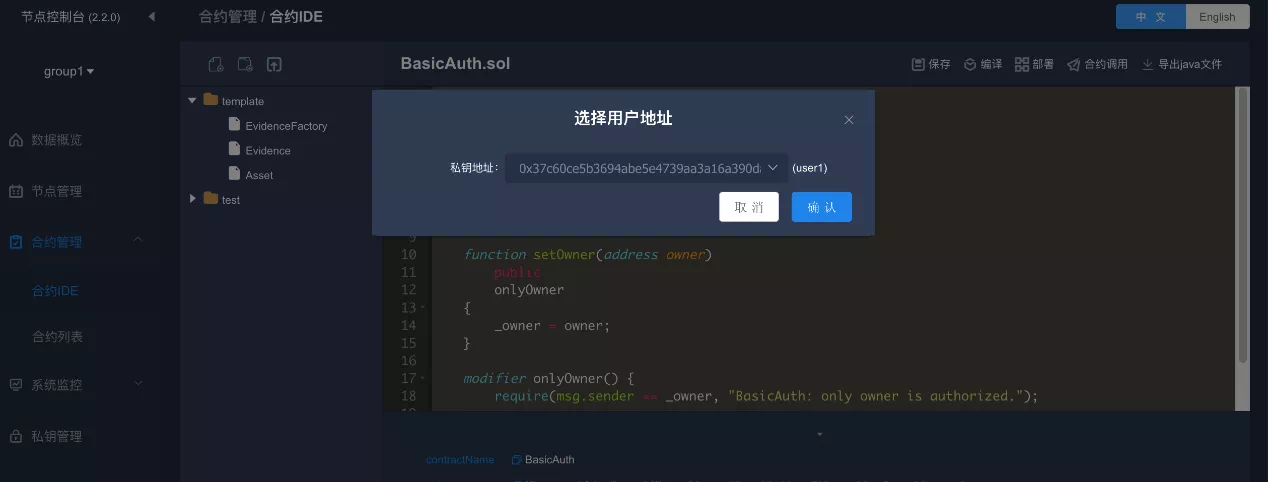 节点控制台 (2.2.0)
合约管理 / 合约IDE
中 文 English
group1
BasicAuth.sol
保存 编译 部署 合约调用 导出java文件
template
EvidenceFactory
Evidence
Asset
test
数据概览
节点管理
合约管理
合约IDE
合约列表
系统监控
私钥管理
选择用户地址
私钥地址: 0x37c60ce5b3694abe5e4739aa3a16a390d (user1)
取 消 确 认
9
10 function setOwner(address owner)
11 public
12 onlyOwner
13 {
14 _owner = owner;
15 }
16
17 modifier onlyOwner() {
18 require(msg.sender == _owner, "BasicAuth: only owner is authorized.");
contractName BasicAuth